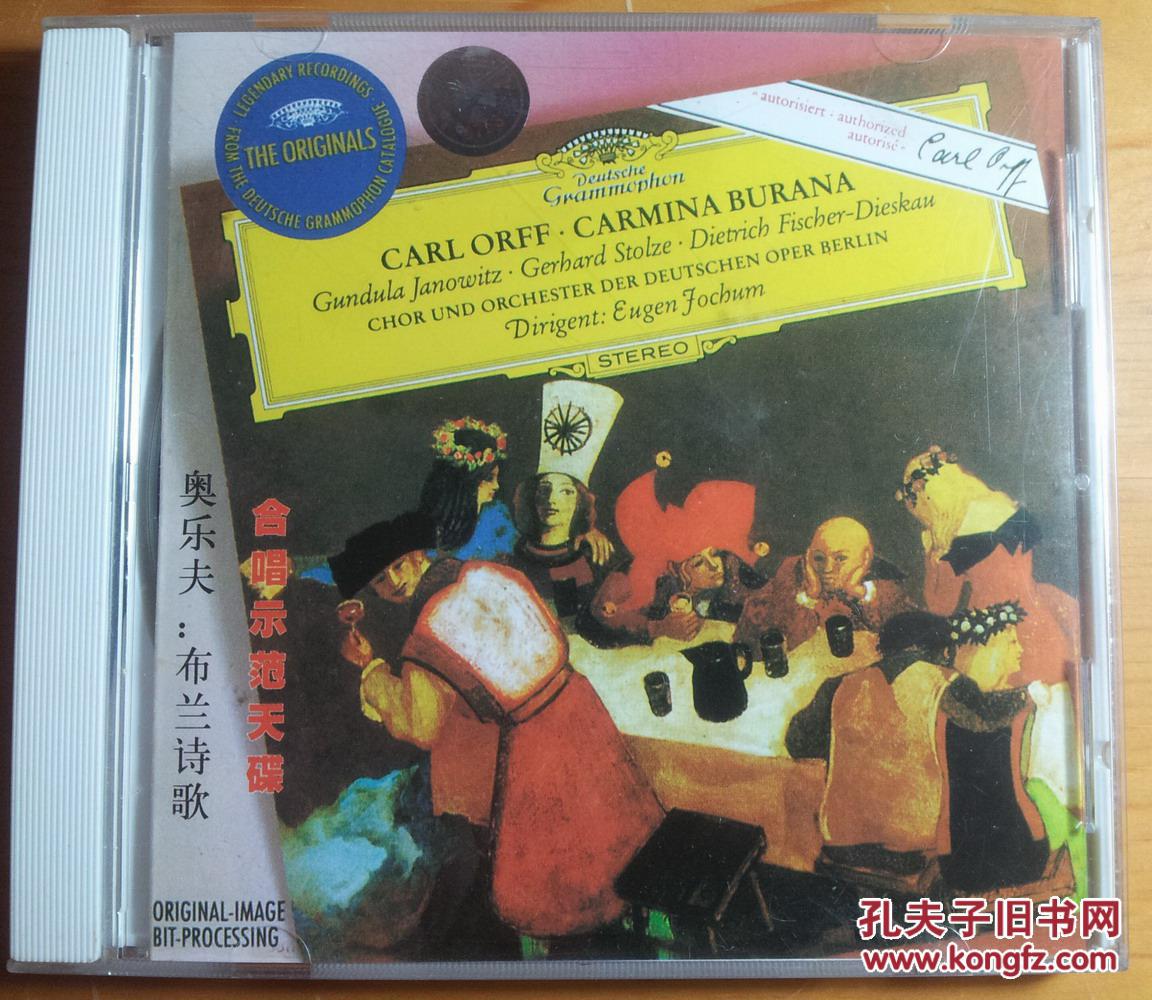 LEGENDARY RECORDINGS · FROM THE DEUTSCHE GRAMMOPHON CATALOGUE ·
THE ORIGINALS
Deutsche
Grammophon
autorisiert · authorized
autorisé
Carl Orff
CARL ORFF · CARMINA BURANA
Gundula Janowitz · Gerhard Stolze · Dietrich Fischer-Dieskau
CHOR UND ORCHESTER DER DEUTSCHEN OPER BERLIN
Dirigent: Eugen Jochum
STEREO
奥乐夫：布兰诗歌
合唱示范天碟
ORIGINAL-IMAGE
BIT-PROCESSING
孔夫子旧书网
www.kongfz.com